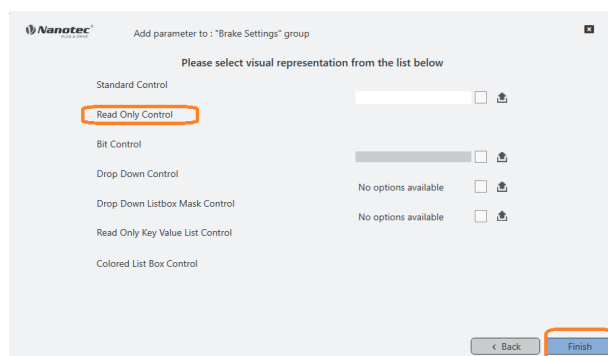 Nanotec®
PLUG & DRIVE
Add parameter to : "Brake Settings" group
Please select visual representation from the list below
Standard Control
Read Only Control
Bit Control
Drop Down Control
No options available
Drop Down Listbox Mask Control
No options available
Read Only Key Value List Control
Colored List Box Control
< Back
Finish